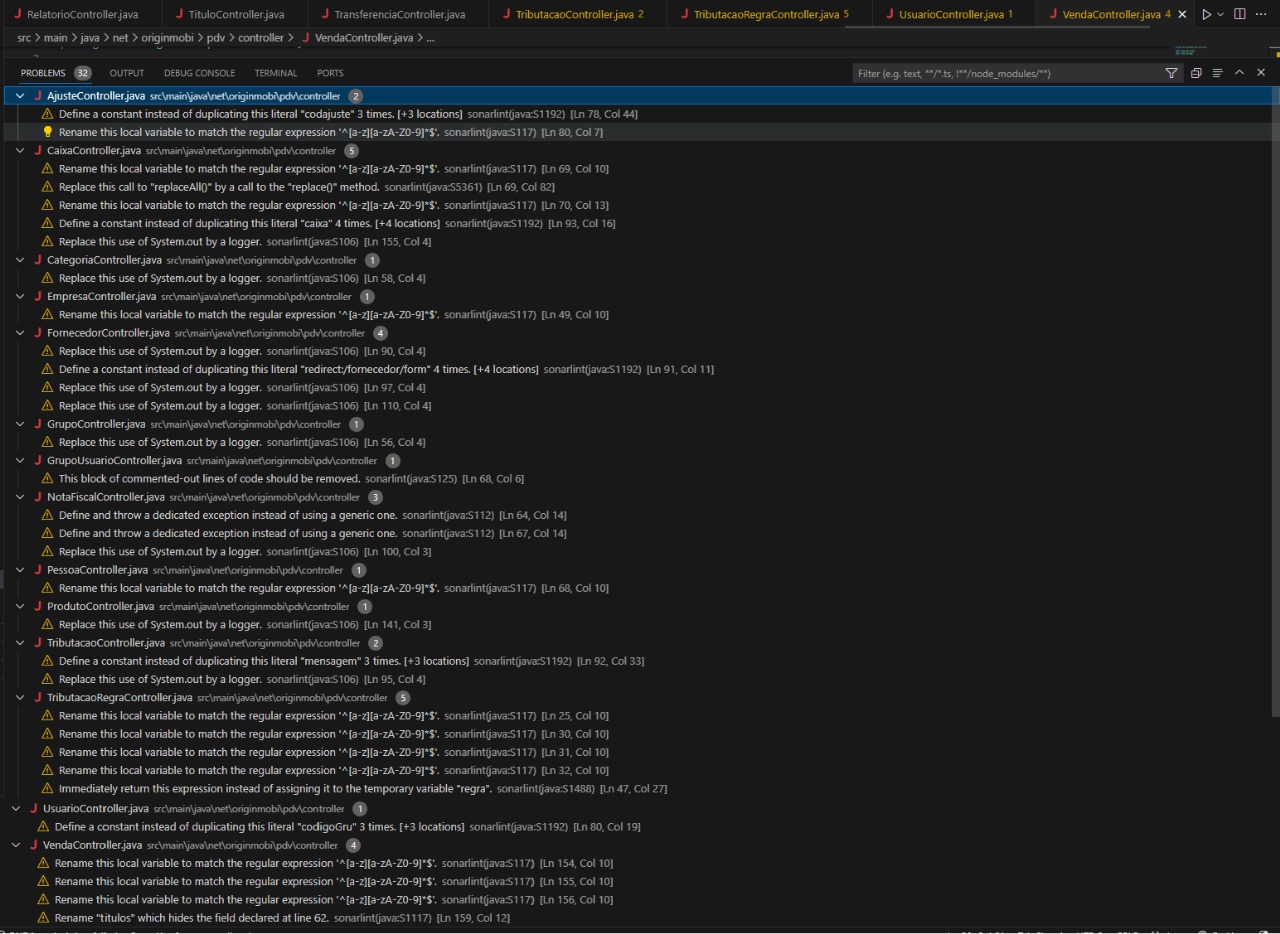 RelatorioController.java TituloController.java TransferenciaController.java TributacaoController.java 2 TributacaoRegraController.java 5 UsuarioController.java 1 VendaController.java 4
src > main > java > net > originmobi > pdv > controller > VendaController.java > ...
PROBLEMS 32 OUTPUT DEBUG CONSOLE TERMINAL PORTS Filter (e.g. text, **/*.ts, !**/node_modules/**)
AjusteController.java src\main\java\net\originmobi\pdv\controller 2
Define a constant instead of duplicating this literal "codajuste" 3 times. [+3 locations] sonarlint(java:S1192) [Ln 78, Col 44]
Rename this local variable to match the regular expression '^[a-z][a-zA-Z0-9]*$'. sonarlint(java:S117) [Ln 80, Col 7]
CaixaController.java src\main\java\net\originmobi\pdv\controller 5
Rename this local variable to match the regular expression '^[a-z][a-zA-Z0-9]*$'. sonarlint(java:S117) [Ln 69, Col 10]
Replace this call to "replaceAll()" by a call to the "replace()" method. sonarlint(java:S5361) [Ln 69, Col 82]
Rename this local variable to match the regular expression '^[a-z][a-zA-Z0-9]*$'. sonarlint(java:S117) [Ln 70, Col 13]
Define a constant instead of duplicating this literal "caixa" 4 times. [+4 locations] sonarlint(java:S1192) [Ln 93, Col 16]
Replace this use of System.out by a logger. sonarlint(java:S106) [Ln 155, Col 4]
CategoriaController.java src\main\java\net\originmobi\pdv\controller 1
Replace this use of System.out by a logger. sonarlint(java:S106) [Ln 58, Col 4]
EmpresaController.java src\main\java\net\originmobi\pdv\controller 1
Rename this local variable to match the regular expression '^[a-z][a-zA-Z0-9]*$'. sonarlint(java:S117) [Ln 49, Col 10]
FornecedorController.java src\main\java\net\originmobi\pdv\controller 4
Replace this use of System.out by a logger. sonarlint(java:S106) [Ln 90, Col 4]
Define a constant instead of duplicating this literal "redirect:/fornecedor/form" 4 times. [+4 locations] sonarlint(java:S1192) [Ln 91, Col 11]
Replace this use of System.out by a logger. sonarlint(java:S106) [Ln 97, Col 4]
Replace this use of System.out by a logger. sonarlint(java:S106) [Ln 110, Col 4]
GrupoController.java src\main\java\net\originmobi\pdv\controller 1
Replace this use of System.out by a logger. sonarlint(java:S106) [Ln 56, Col 4]
GrupoUsuarioController.java src\main\java\net\originmobi\pdv\controller 1
This block of commented-out lines of code should be removed. sonarlint(java:S125) [Ln 68, Col 6]
NotaFiscalController.java src\main\java\net\originmobi\pdv\controller 3
Define and throw a dedicated exception instead of using a generic one. sonarlint(java:S112) [Ln 64, Col 14]
Define and throw a dedicated exception instead of using a generic one. sonarlint(java:S112) [Ln 67, Col 14]
Replace this use of System.out by a logger. sonarlint(java:S106) [Ln 100, Col 3]
PessoaController.java src\main\java\net\originmobi\pdv\controller 1
Rename this local variable to match the regular expression '^[a-z][a-zA-Z0-9]*$'. sonarlint(java:S117) [Ln 68, Col 10]
ProdutoController.java src\main\java\net\originmobi\pdv\controller 1
Replace this use of System.out by a logger. sonarlint(java:S106) [Ln 141, Col 3]
TributacaoController.java src\main\java\net\originmobi\pdv\controller 2
Define a constant instead of duplicating this literal "mensagem" 3 times. [+3 locations] sonarlint(java:S1192) [Ln 92, Col 33]
Replace this use of System.out by a logger. sonarlint(java:S106) [Ln 95, Col 4]
TributacaoRegraController.java src\main\java\net\originmobi\pdv\controller 5
Rename this local variable to match the regular expression '^[a-z][a-zA-Z0-9]*$'. sonarlint(java:S117) [Ln 25, Col 10]
Rename this local variable to match the regular expression '^[a-z][a-zA-Z0-9]*$'. sonarlint(java:S117) [Ln 30, Col 10]
Rename this local variable to match the regular expression '^[a-z][a-zA-Z0-9]*$'. sonarlint(java:S117) [Ln 31, Col 10]
Rename this local variable to match the regular expression '^[a-z][a-zA-Z0-9]*$'. sonarlint(java:S117) [Ln 32, Col 10]
Immediately return this expression instead of assigning it to the temporary variable "regra". sonarlint(java:S1488) [Ln 47, Col 27]
UsuarioController.java src\main\java\net\originmobi\pdv\controller 1
Define a constant instead of duplicating this literal "codigoGru" 3 times. [+3 locations] sonarlint(java:S1192) [Ln 80, Col 19]
VendaController.java src\main\java\net\originmobi\pdv\controller 4
Rename this local variable to match the regular expression '^[a-z][a-zA-Z0-9]*$'. sonarlint(java:S117) [Ln 154, Col 10]
Rename this local variable to match the regular expression '^[a-z][a-zA-Z0-9]*$'. sonarlint(java:S117) [Ln 155, Col 10]
Rename this local variable to match the regular expression '^[a-z][a-zA-Z0-9]*$'. sonarlint(java:S117) [Ln 156, Col 10]
Rename "titulos" which hides the field declared at line 62. sonarlint(java:S1117) [Ln 159, Col 12]